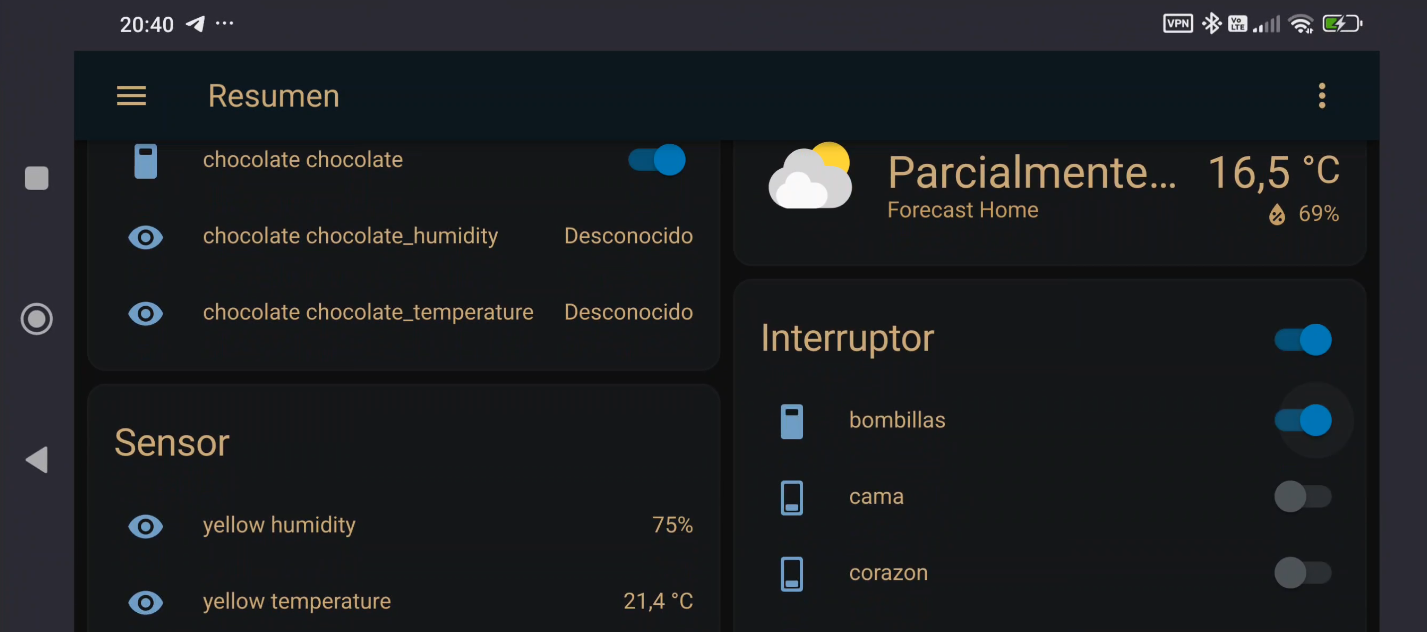 20:40 ...
VPN Vo LTE
Resumen
chocolate chocolate
chocolate chocolate_humidity Desconocido
chocolate chocolate_temperature Desconocido
Sensor
yellow humidity 75%
yellow temperature 21,4 °C
Parcialmente... 16,5 °C
Forecast Home 69%
Interruptor
bombillas
cama
corazon